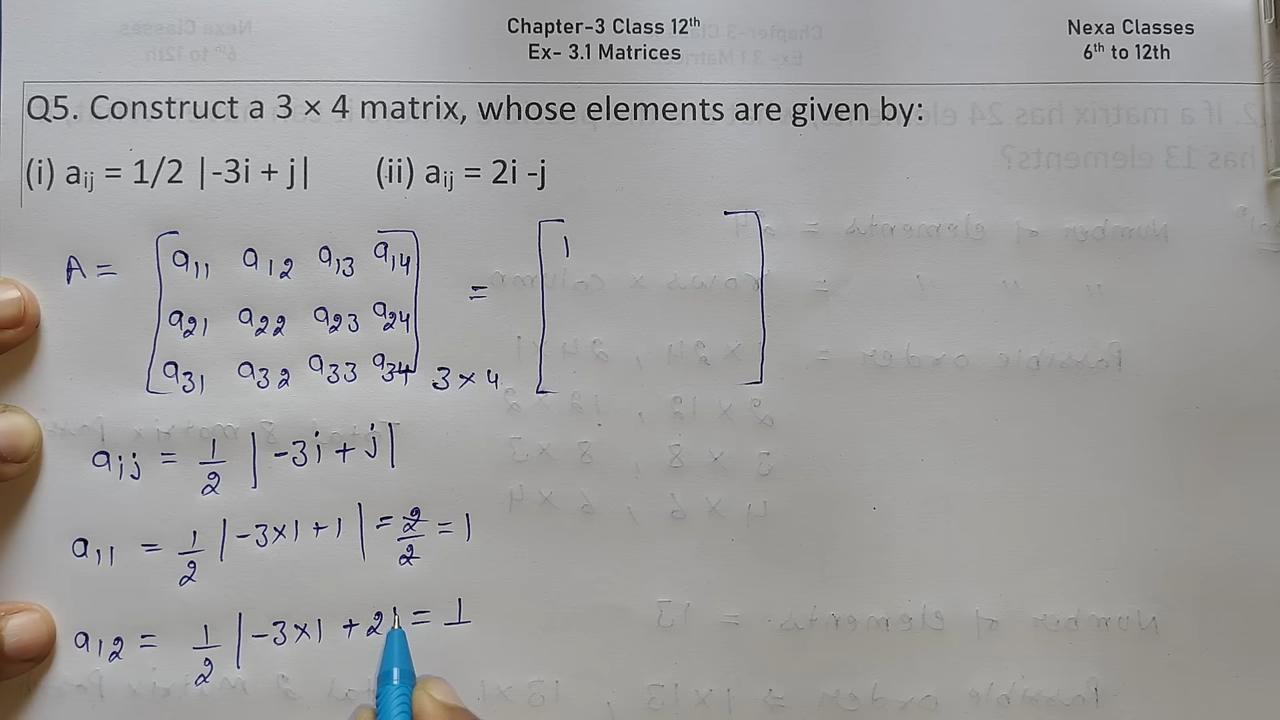 Chapter-3 Class 12th
Ex- 3.1 Matrices
Nexa Classes
6th to 12th
Q5. Construct a 3 × 4 matrix, whose elements are given by:
(i) aij = 1/2 |-3i + j| (ii) aij = 2i -j
A = [ a11 a12 a13 a14 = [ 1 ]
a21 a22 a23 a24
a31 a32 a33 a34 ] 3 × 4
aij = 1/2 |-3i + j|
a11 = 1/2 |-3×1 + 1| = 2/2 = 1
a12 = 1/2 |-3×1 + 2| = 1